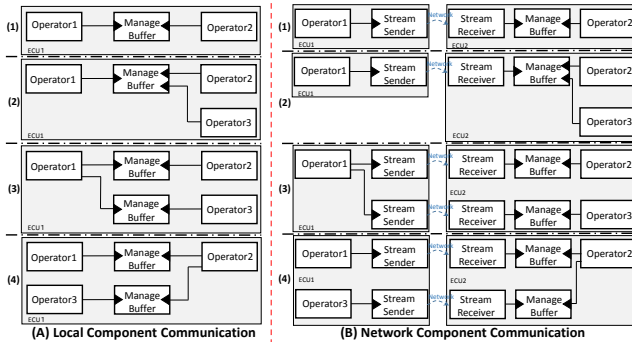 (1)
Operator1
Manage
Buffer
Operator2
ECU1
(2)
Operator1
Manage
Buffer
Operator2
Operator3
ECU1
(3)
Operator1
Manage
Buffer
Operator2
Manage
Buffer
Operator3
ECU1
(4)
Operator1
Manage
Buffer
Operator2
Operator3
Manage
Buffer
ECU1
(A) Local Component Communication
(1)
Operator1
Stream
Sender
Network
Stream
Receiver
Manage
Buffer
Operator2
ECU1
ECU2
(2)
Operator1
Stream
Sender
Network
Stream
Receiver
Manage
Buffer
Operator2
Operator3
ECU1
ECU2
(3)
Operator1
Stream
Sender
Network
Stream
Receiver
Manage
Buffer
Operator2
ECU2
Stream
Sender
Network
Stream
Receiver
Manage
Buffer
Operator3
ECU1
(4)
Operator1
Stream
Sender
Network
Stream
Receiver
Manage
Buffer
Operator2
ECU1
ECU2
Operator3
Stream
Sender
Network
Stream
Receiver
Manage
Buffer
(B) Network Component Communication